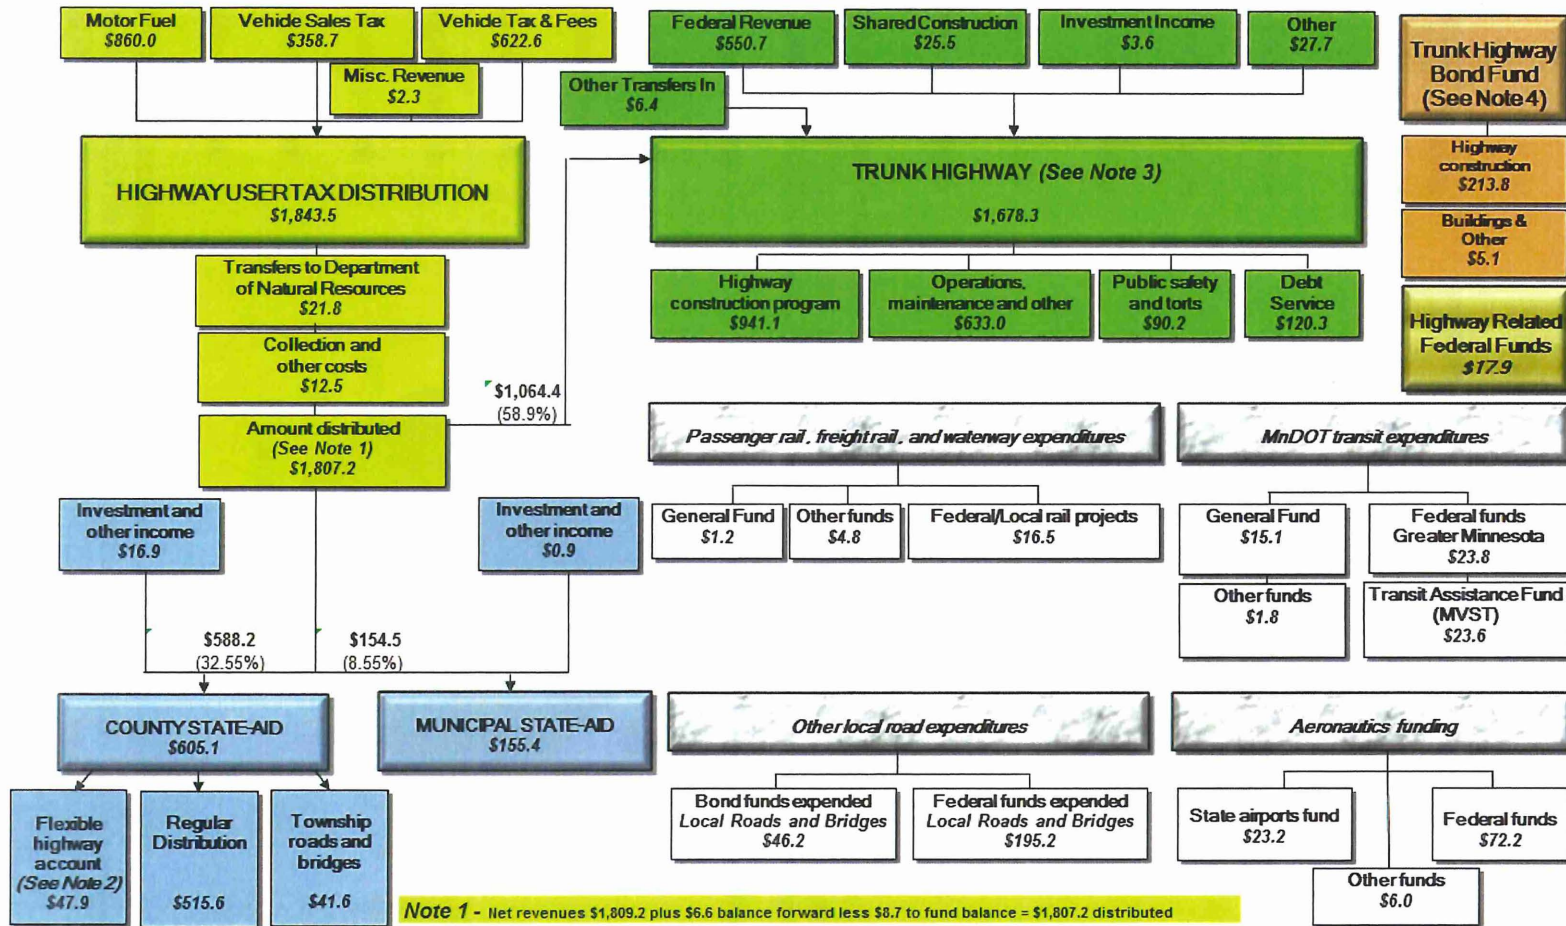 Motor Fuel
$860.0
Vehide Sales Tax
$358.7
Vehide Tax & Fees
$622.6
Misc. Revenue
$2.3
HIGHWAY USER TAX DISTRIBUTION
$1,843.5
Transfers to Department
of Natural Resources
$21.8
Collection and
other costs
$12.5
Amount distributed
(See Note 1)
$1,807.2
$1,064.4
(58.9%)
Federal Revenue
$550.7
Shared Construction
$25.5
Investment Income
$3.6
Other
$27.7
Other Transfers In
$6.4
TRUNK HIGHWAY (See Note 3)
$1,678.3
Highway
construction program
$941.1
Operations,
maintenance and other
$633.0
Public safety
and torts
$90.2
Debt
Service
$120.3
Trunk Highway
Bond Fund
(See Note 4)
Highway
construction
$213.8
Buildings &
Other
$5.1
Highway Related
Federal Funds
$17.9
Investment and
other income
$16.9
Investment and
other income
$0.9
$588.2
(32.55%)
$154.5
(8.55%)
COUNTY STATE-AID
$605.1
MUNICIPAL STATE-AID
$155.4
Flexible
highway
account
(See Note 2)
$47.9
Regular
Distribution
$515.6
Township
roads and
bridges
$41.6
Passenger rail, freight rail, and waterway expenditures
General Fund
$1.2
Other funds
$4.8
Federal/Local rail projects
$16.5
MnDOT transit expenditures
General Fund
$15.1
Federal funds
Greater Minnesota
$23.8
Other funds
$1.8
Transit Assistance Fund
(MVST)
$23.6
Other local road expenditures
Bond funds expended
Local Roads and Bridges
$46.2
Federal funds expended
Local Roads and Bridges
$195.2
Aeronautics funding
State airports fund
$23.2
Federal funds
$72.2
Other funds
$6.0
Note 1 - Net revenues $1,809.2 plus $6.6 balance forward less $8.7 to fund balance = $1,807.2 distributed